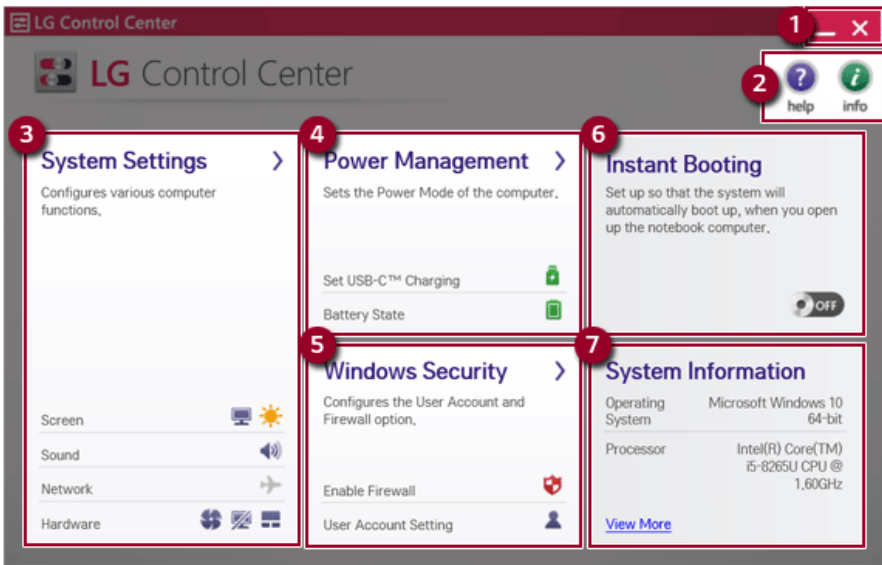 LG Control Center
1
LG Control Center
2
help
info
3
System Settings
Configures various computer
functions.
Screen
Sound
Network
Hardware
4
Power Management
Sets the Power Mode of the computer.
Set USB-C™ Charging
Battery State
5
Windows Security
Configures the User Account and
Firewall option.
Enable Firewall
User Account Setting
6
Instant Booting
Set up so that the system will
automatically boot up, when you open
up the notebook computer.
OFF
7
System Information
Operating
System
Microsoft Windows 10
64-bit
Processor
Intel(R) Core(TM)
i5-8265U CPU @
1.60GHz
View More